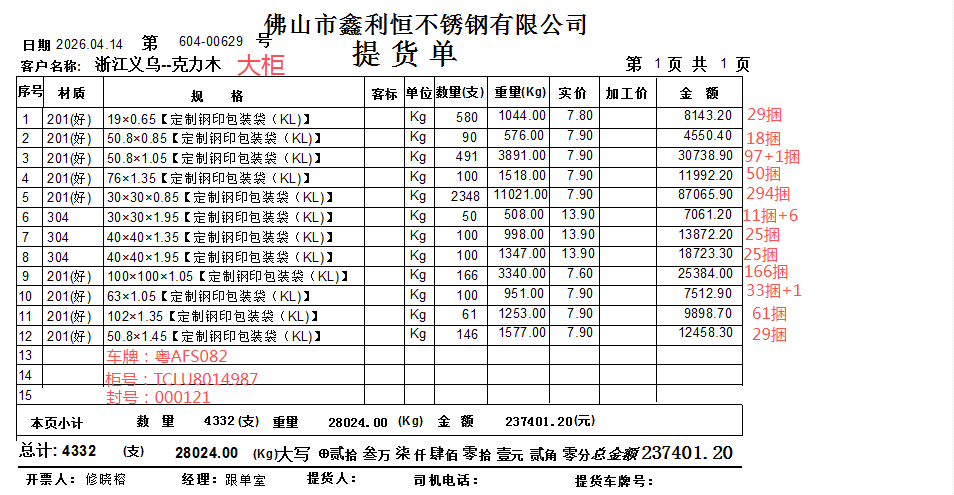 佛山市鑫利恒不锈钢有限公司
日期 2026.04.14 第 604-00629 号
提货单
客户名称: 浙江义乌--克力木 大柜 第 1 页 共 1 页
序号 材质 规格 客标 单位 数量(支) 重量(Kg) 实价 加工价 金额
1 201(好) 19×0.65【定制钢印包装袋（KL)】 Kg 580 1044.00 7.80 8143.20 29捆
2 201(好) 50.8×0.85【定制钢印包装袋（KL)】 Kg 90 576.00 7.90 4550.40 18捆
3 201(好) 50.8×1.05【定制钢印包装袋（KL)】 Kg 491 3891.00 7.90 30738.90 97+1捆
4 201(好) 76×1.35【定制钢印包装袋（KL)】 Kg 100 1518.00 7.90 11992.20 50捆
5 201(好) 30×30×0.85【定制钢印包装袋（KL)】 Kg 2348 11021.00 7.90 87065.90 294捆
6 304 30×30×1.95【定制钢印包装袋（KL)】 Kg 50 508.00 13.90 7061.20 11捆+6
7 304 40×40×1.35【定制钢印包装袋（KL)】 Kg 100 998.00 13.90 13872.20 25捆
8 304 40×40×1.95【定制钢印包装袋（KL)】 Kg 100 1347.00 13.90 18723.30 25捆
9 201(好) 100×100×1.05【定制钢印包装袋(KL)】 Kg 166 3340.00 7.60 25384.00 166捆
10 201(好) 63×1.05【定制钢印包装袋（KL)】 Kg 100 951.00 7.90 7512.90 33捆+1
11 201(好) 102×1.35【定制钢印包装袋（KL)】 Kg 61 1253.00 7.90 9898.70 61捆
12 201(好) 50.8×1.45【定制钢印包装袋（KL)】 Kg 146 1577.00 7.90 12458.30 29捆
13 车牌：粤AFS082
14 柜号：TCLU8014987
15 封号：000121
本页小计 数量 4332 (支) 重量 28024.00 (Kg) 金额 237401.20(元)
总计: 4332 (支) 28024.00 (Kg)大写 ⊕贰拾 叁万 柒仟 肆佰 零拾 壹元 贰角 零分 总金额 237401.20
开票人: 修晓榕 经理: 跟单室 提货人: 司机电话: 提货车牌号: